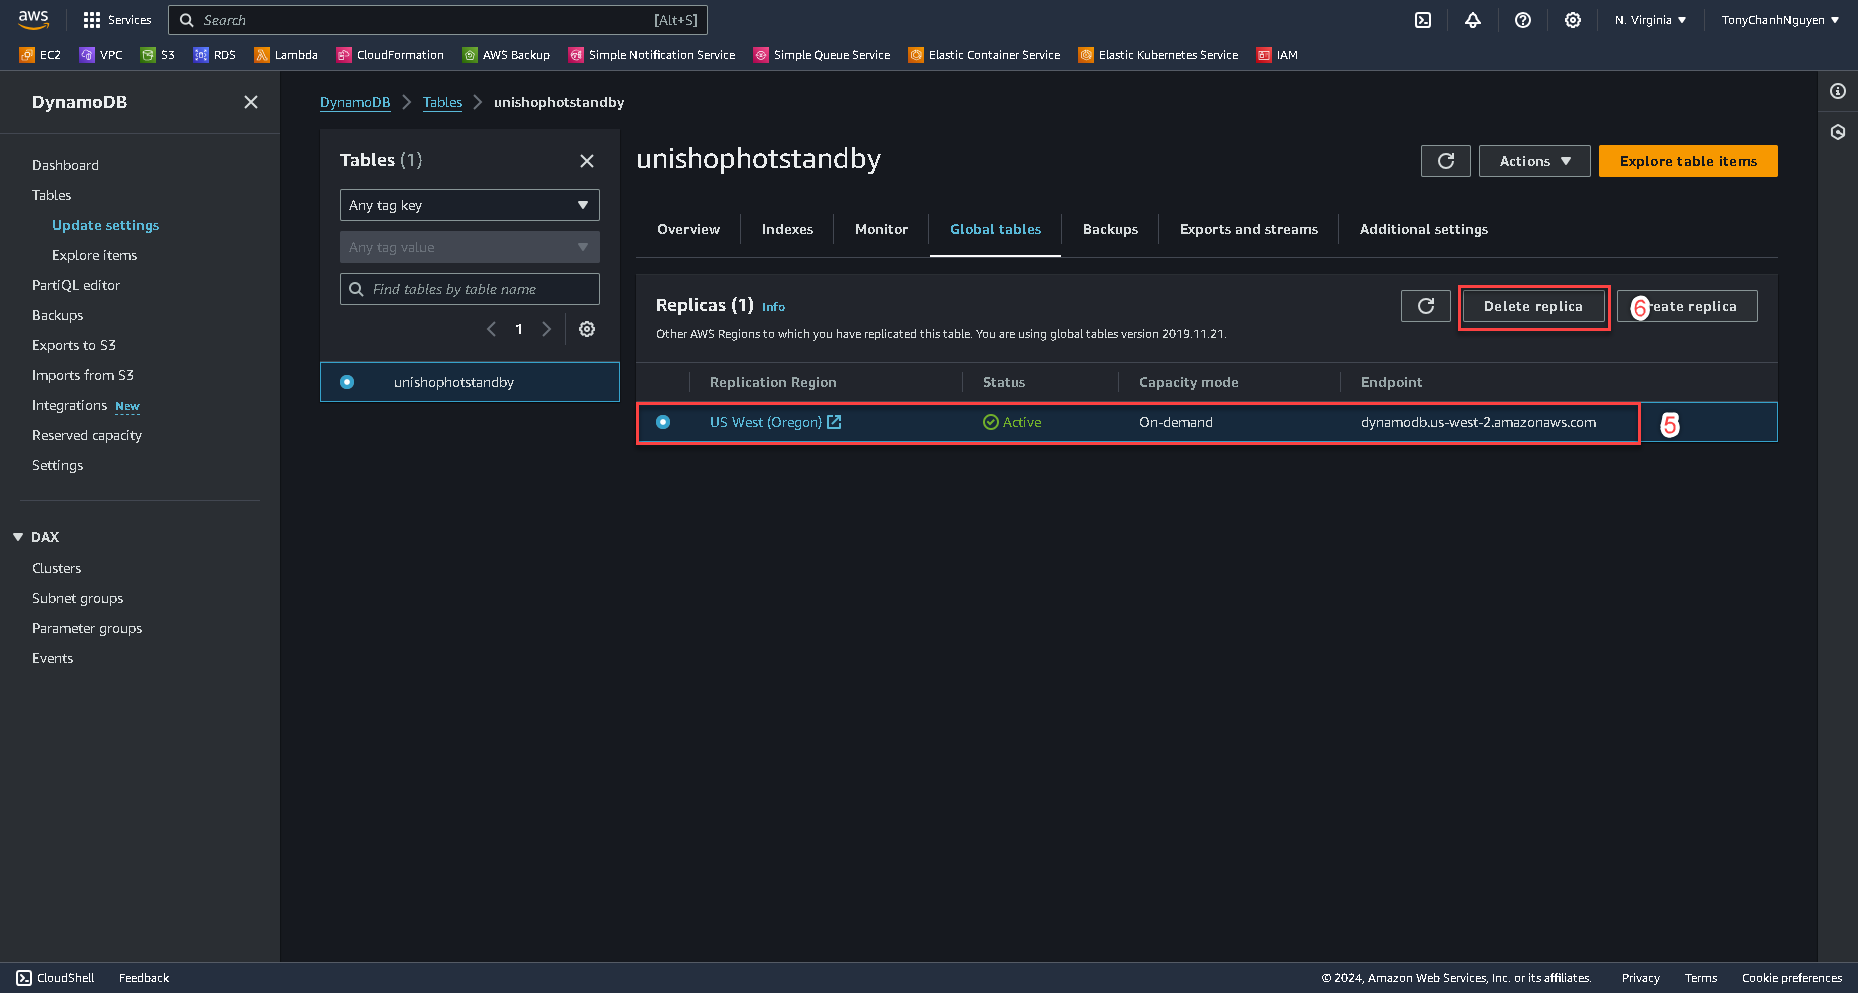 aws
Services
Search
[Alt+S]
N. Virginia
TonyChanhNguyen
EC2
VPC
S3
RDS
Lambda
CloudFormation
AWS Backup
Simple Notification Service
Simple Queue Service
Elastic Container Service
Elastic Kubernetes Service
IAM
DynamoDB
Dashboard
Tables
Update settings
Explore items
PartiQL editor
Backups
Exports to S3
Imports from S3
Integrations New
Reserved capacity
Settings
DAX
Clusters
Subnet groups
Parameter groups
Events
DynamoDB
Tables
unishophotstandby
Tables (1)
Any tag key
Any tag value
Find tables by table name
1
unishophotstandby
unishophotstandby
Actions
Explore table items
Overview
Indexes
Monitor
Global tables
Backups
Exports and streams
Additional settings
Replicas (1) Info
Other AWS Regions to which you have replicated this table. You are using global tables version 2019.11.21.
Delete replica
6
reate replica
Replication Region
Status
Capacity mode
Endpoint
US West (Oregon)
Active
On-demand
dynamodb.us-west-2.amazonaws.com
5
CloudShell
Feedback
© 2024, Amazon Web Services, Inc. or its affiliates.
Privacy
Terms
Cookie preferences